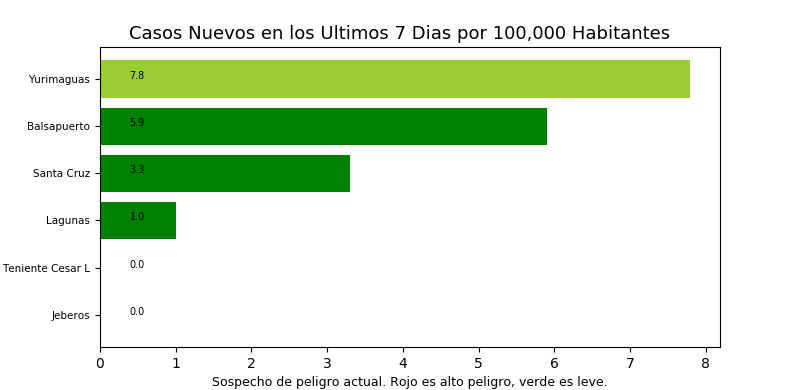 Casos Nuevos en los Ultimos 7 Dias por 100,000 Habitantes
Yurimaguas 7.8
Balsapuerto 5.9
Santa Cruz 3.3
Lagunas 1.0
Teniente Cesar L 0.0
Jeberos 0.0
0 1 2 3 4 5 6 7 8
Sospecho de peligro actual. Rojo es alto peligro, verde es leve.